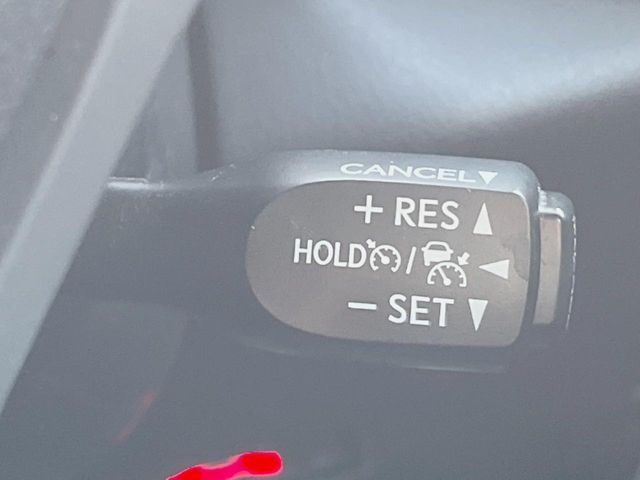 CANCEL▼
+ RES ▲
HOLD / ◄
− SET ▼